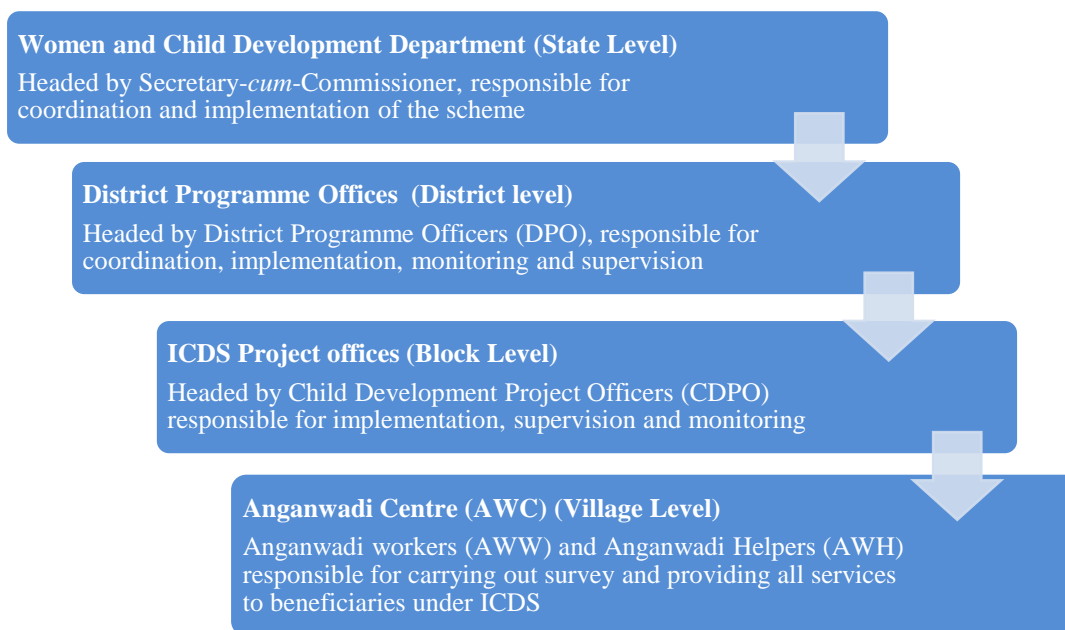 Women and Child Development Department (State Level)
Headed by Secretary-cum-Commissioner, responsible for
coordination and implementation of the scheme
District Programme Offices (District level)
Headed by District Programme Officers (DPO), responsible for
coordination, implementation, monitoring and supervision
ICDS Project offices (Block Level)
Headed by Child Development Project Officers (CDPO)
responsible for implementation, supervision and monitoring
Anganwadi Centre (AWC) (Village Level)
Anganwadi workers (AWW) and Anganwadi Helpers (AWH)
responsible for carrying out survey and providing all services
to beneficiaries under ICDS